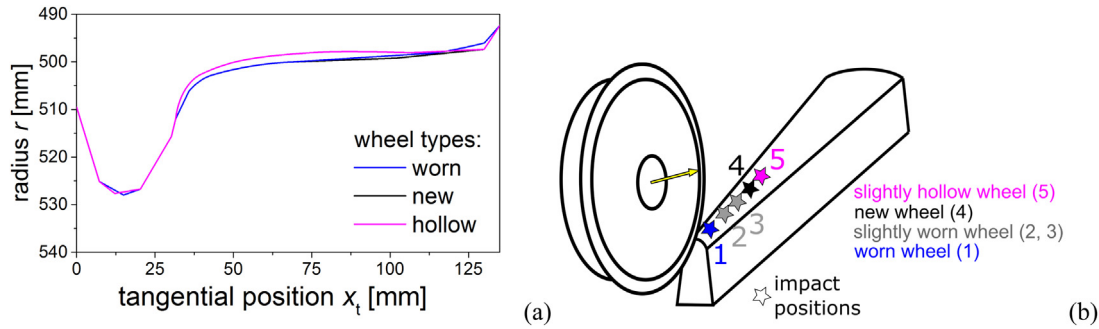 490
500
510
520
530
540
radius r [mm]
0
25
50
75
100
125
tangential position xt [mm]
wheel types:
worn
new
hollow
(a)
1
2
3
4
5
slightly hollow wheel (5)
new wheel (4)
slightly worn wheel (2, 3)
worn wheel (1)
impact
positions
(b)